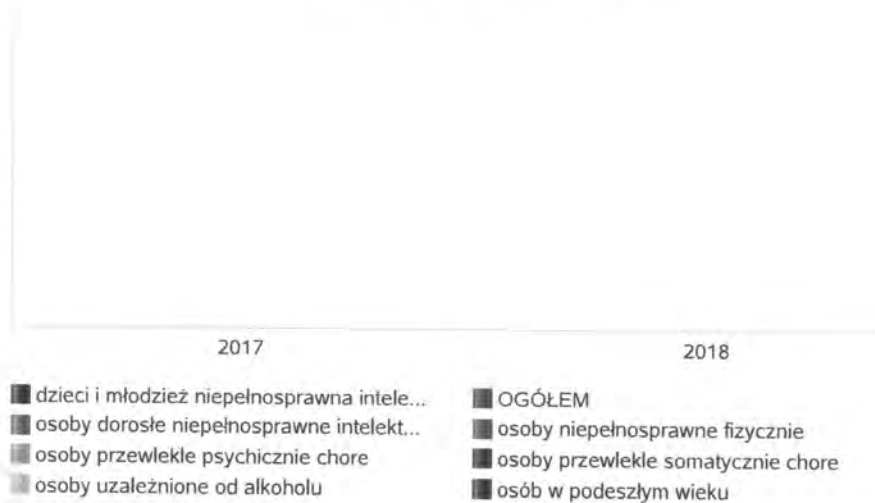 2017 2018
dzieci i młodzież niepełnosprawna intele... OGÓŁEM
osoby dorosłe niepełnosprawne intelekt... osoby niepełnosprawne fizycznie
osoby przewlekle psychicznie chore osoby przewlekle somatycznie chore
osoby uzależnione od alkoholu osób w podeszłym wieku